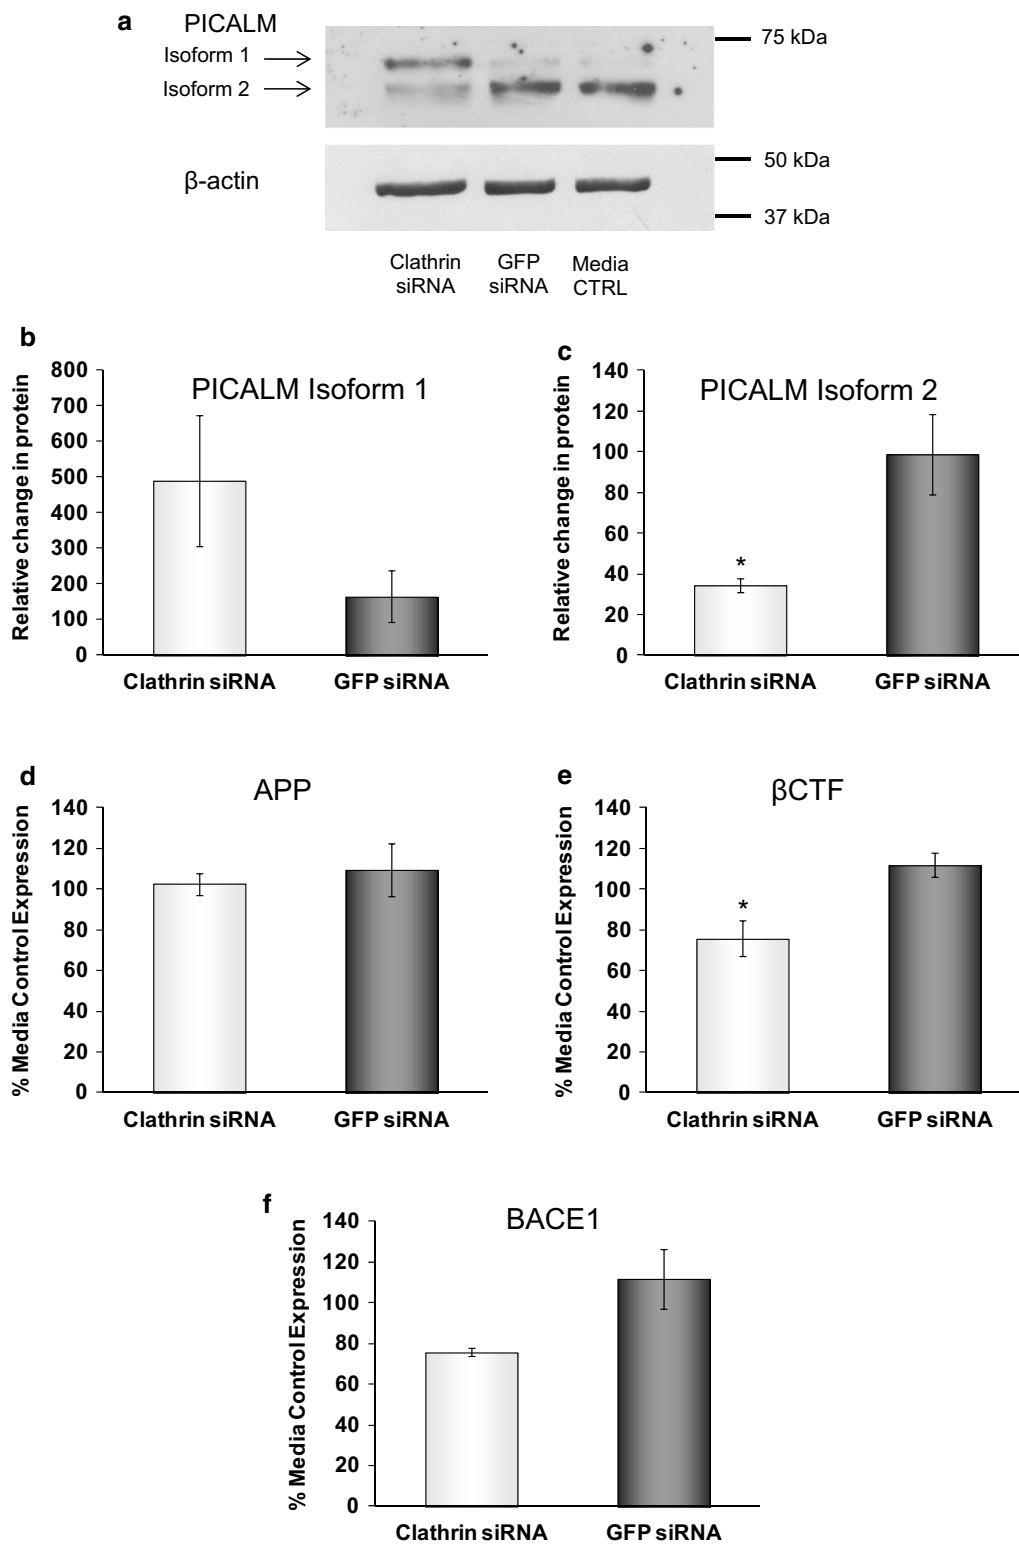 a
PICALM
Isoform 1
Isoform 2
75 kDa
β-actin
50 kDa
37 kDa
Clathrin siRNA
GFP siRNA
Media CTRL
b
PICALM Isoform 1
Relative change in protein
800
700
600
500
400
300
200
100
0
Clathrin siRNA
GFP siRNA
c
PICALM Isoform 2
Relative change in protein
140
120
100
80
60
40
20
0
*
Clathrin siRNA
GFP siRNA
d
APP
% Media Control Expression
140
120
100
80
60
40
20
0
Clathrin siRNA
GFP siRNA
e
βCTF
% Media Control Expression
140
120
100
80
60
40
20
0
*
Clathrin siRNA
GFP siRNA
f
BACE1
% Media Control Expression
140
120
100
80
60
40
20
0
Clathrin siRNA
GFP siRNA